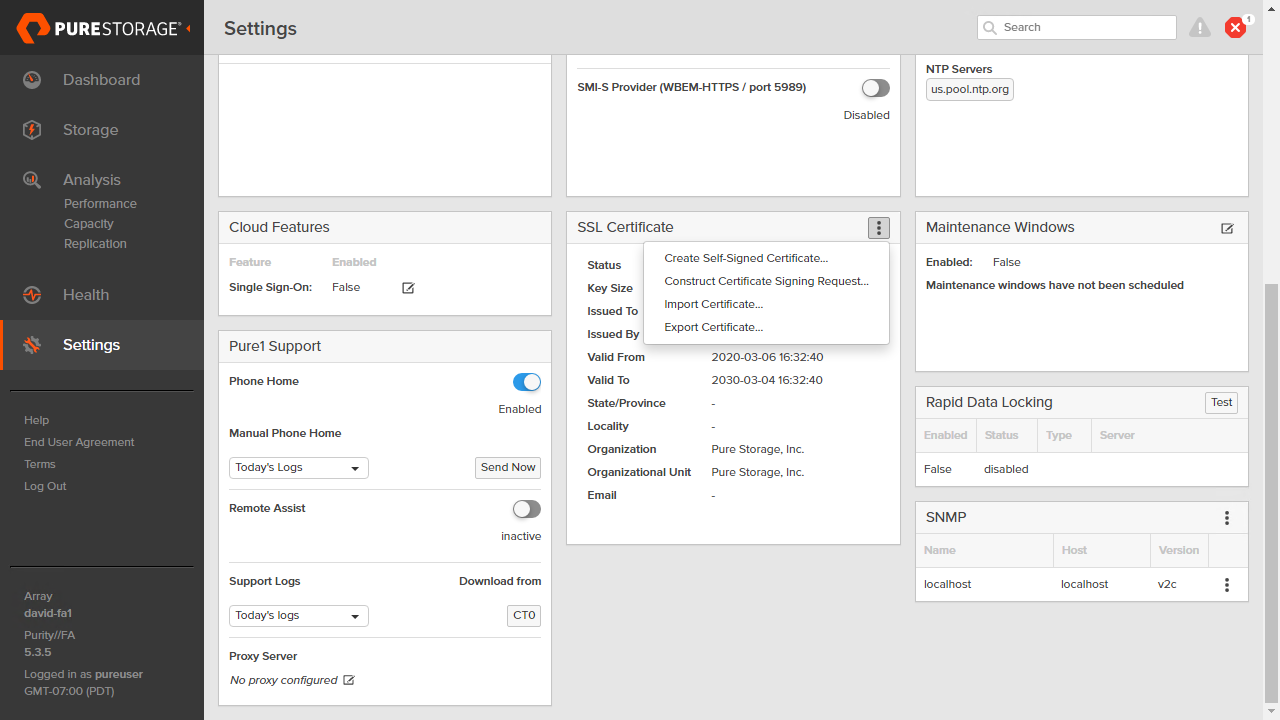 PURESTORAGE®
Settings
Search
1
Dashboard
Storage
Analysis
Performance
Capacity
Replication
Health
Settings
Help
End User Agreement
Terms
Log Out
Array
david-fa1
Purity//FA
5.3.5
Logged in as pureuser
GMT-07:00 (PDT)
SMI-S Provider (WBEM-HTTPS / port 5989)
Disabled
NTP Servers
us.pool.ntp.org
Cloud Features
Feature Enabled
Single Sign-On: False
Pure1 Support
Phone Home
Enabled
Manual Phone Home
Today's Logs Send Now
Remote Assist
inactive
Support Logs Download from
Today's logs CT0
Proxy Server
No proxy configured
SSL Certificate
Create Self-Signed Certificate...
Construct Certificate Signing Request...
Import Certificate...
Export Certificate...
Status
Key Size
Issued To
Issued By
Valid From 2020-03-06 16:32:40
Valid To 2030-03-04 16:32:40
State/Province -
Locality -
Organization Pure Storage, Inc.
Organizational Unit Pure Storage, Inc.
Email -
Maintenance Windows
Enabled: False
Maintenance windows have not been scheduled
Rapid Data Locking Test
Enabled Status Type Server
False disabled
SNMP
Name Host Version
localhost localhost v2c